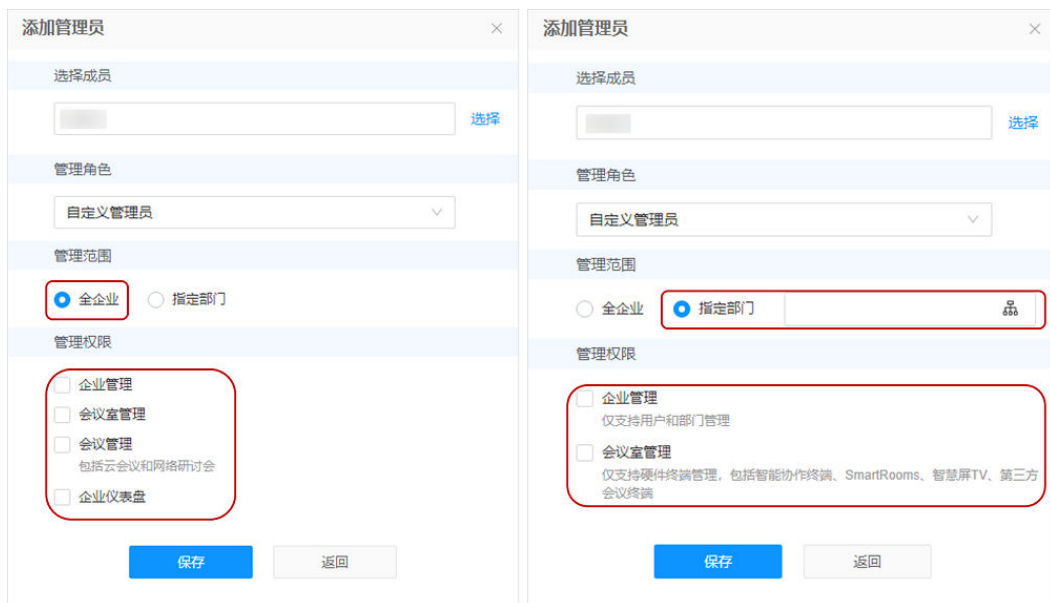 添加管理员
选择成员
选择
管理角色
自定义管理员
管理范围
全企业 指定部门
管理权限
企业管理
会议室管理
会议管理
包括云会议和网络研讨会
企业仪表盘
保存 返回
添加管理员
选择成员
选择
管理角色
自定义管理员
管理范围
全企业 指定部门
管理权限
企业管理
仅支持用户和部门管理
会议室管理
仅支持硬件终端管理，包括智能协作终端、SmartRooms、智慧屏TV、第三方
会议终端
保存 返回